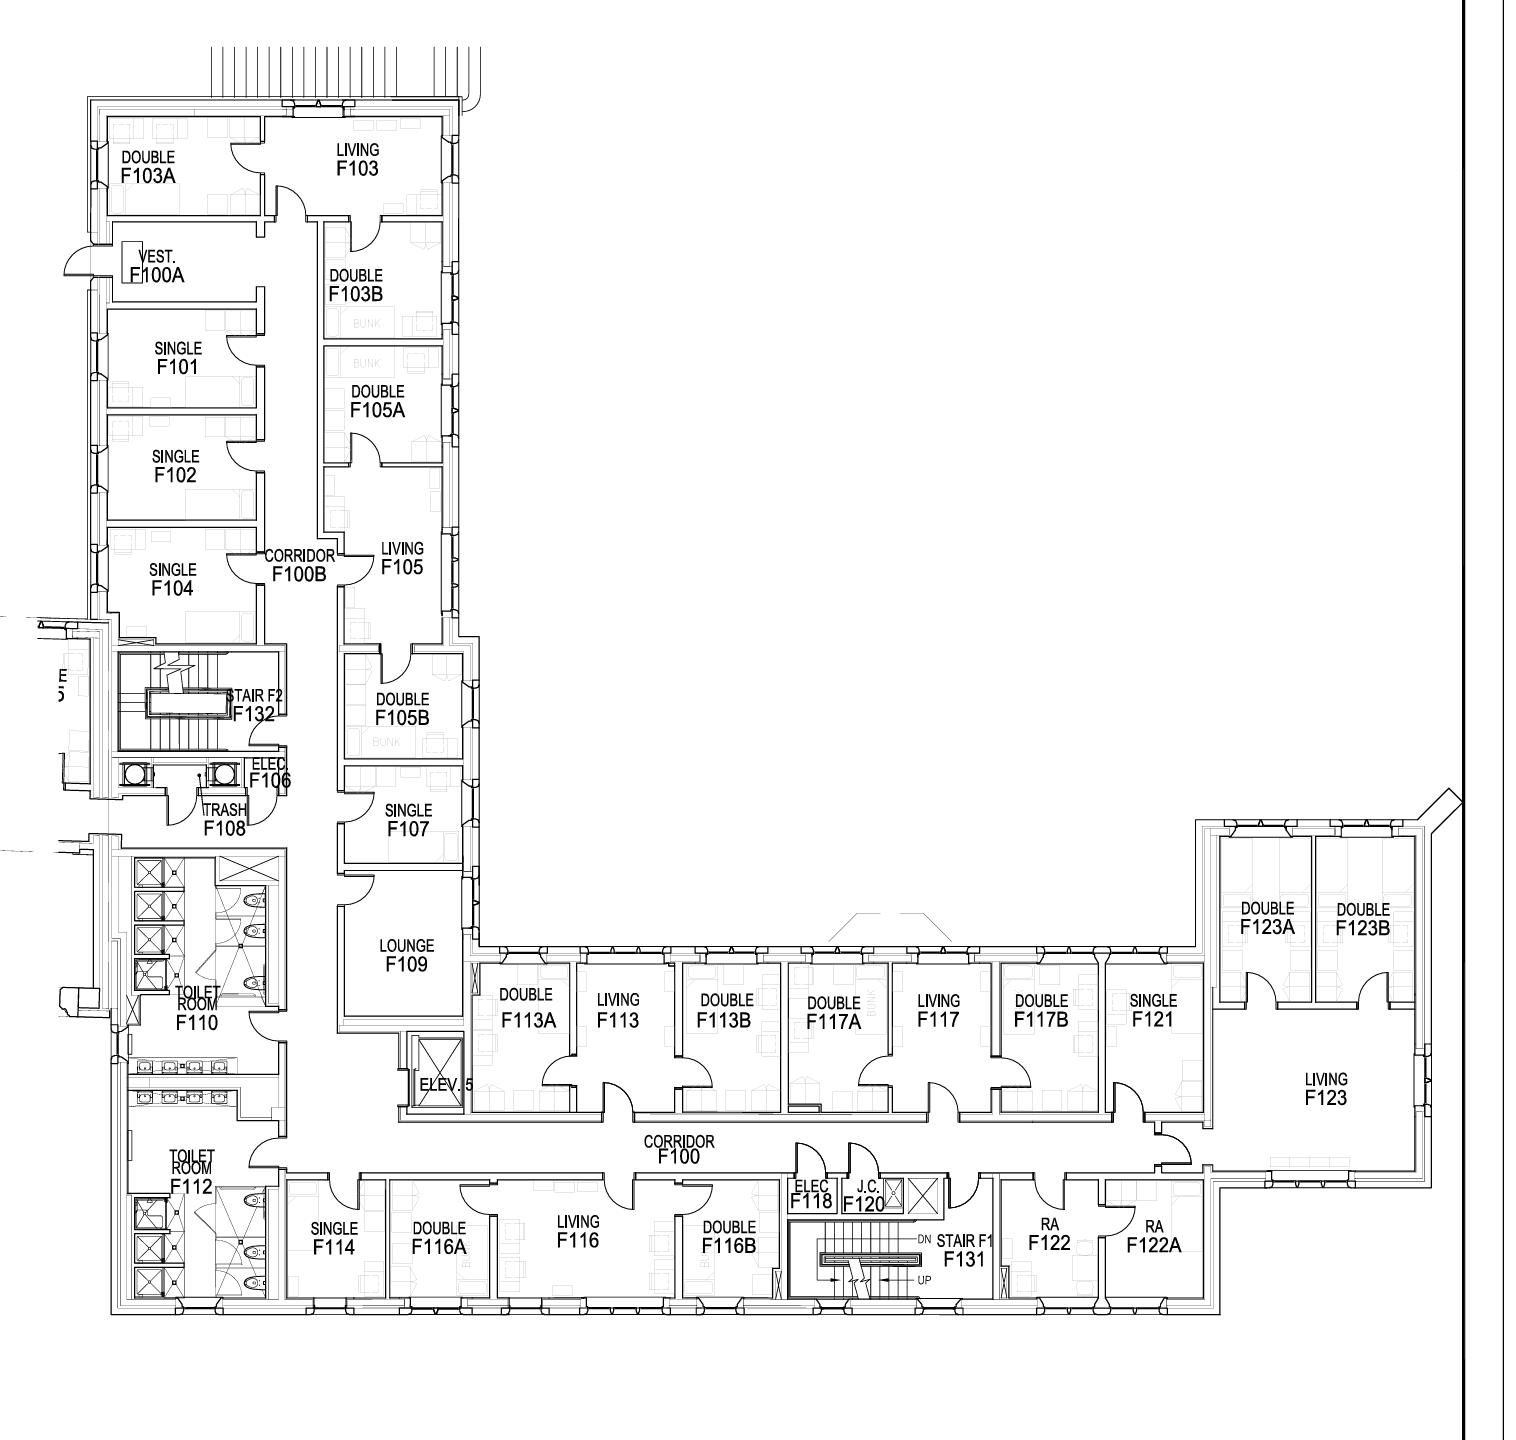 DOUBLE
F103A
LIVING
F103
VEST.
F100A
DOUBLE
F103B
BUNK
SINGLE
F101
BUNK
DOUBLE
F105A
SINGLE
F102
CORRIDOR
F100B
LIVING
F105
SINGLE
F104
STAIR F2
F132
DOUBLE
F105B
BUNK
ELEC.
F106
TRASH
F108
SINGLE
F107
LOUNGE
F109
TOILET
ROOM
F110
DOUBLE
F113A
LIVING
F113
DOUBLE
F113B
DOUBLE
F117A
BUNK
LIVING
F117
DOUBLE
F117B
SINGLE
F121
DOUBLE
F123A
DOUBLE
F123B
LIVING
F123
ELEV. 5
CORRIDOR
F100
TOILET
ROOM
F112
SINGLE
F114
DOUBLE
F116A
BUNK
LIVING
F116
DOUBLE
F116B
BUNK
ELEC
F118
J.C.
F120
DN
UP
STAIR F1
F131
RA
F122
RA
F122A